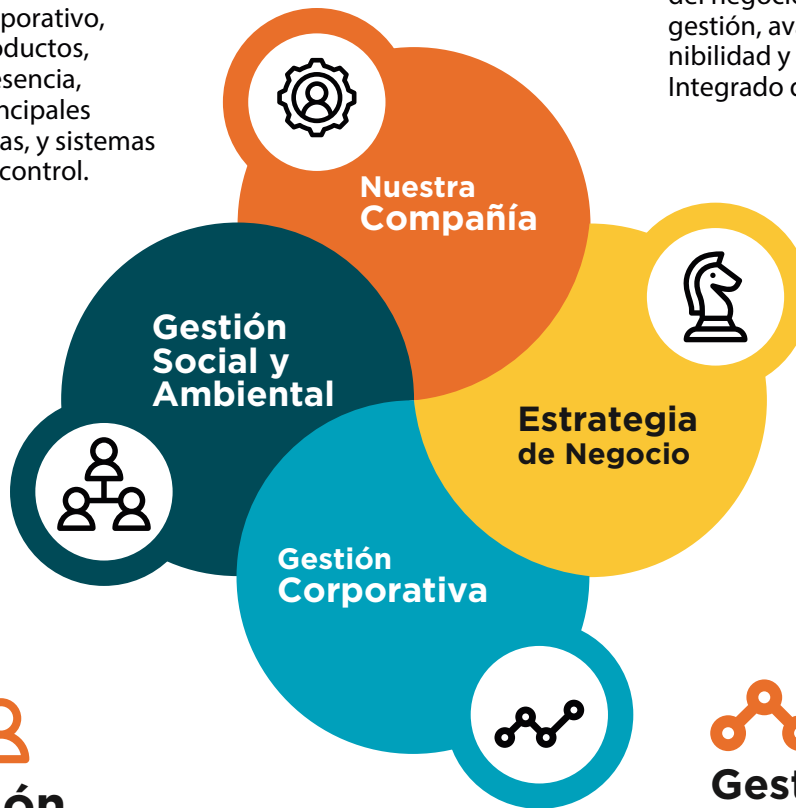 porativo,
oductos,
esencia,
ncipales
as, y sistemas
control.
gestión, ava
nibilidad y
Integrado
Nuestra
Compañía
Gestión
Social y
Ambiental
Estrategia
de Negocio
Gestión
Corporativa
ón
Gest